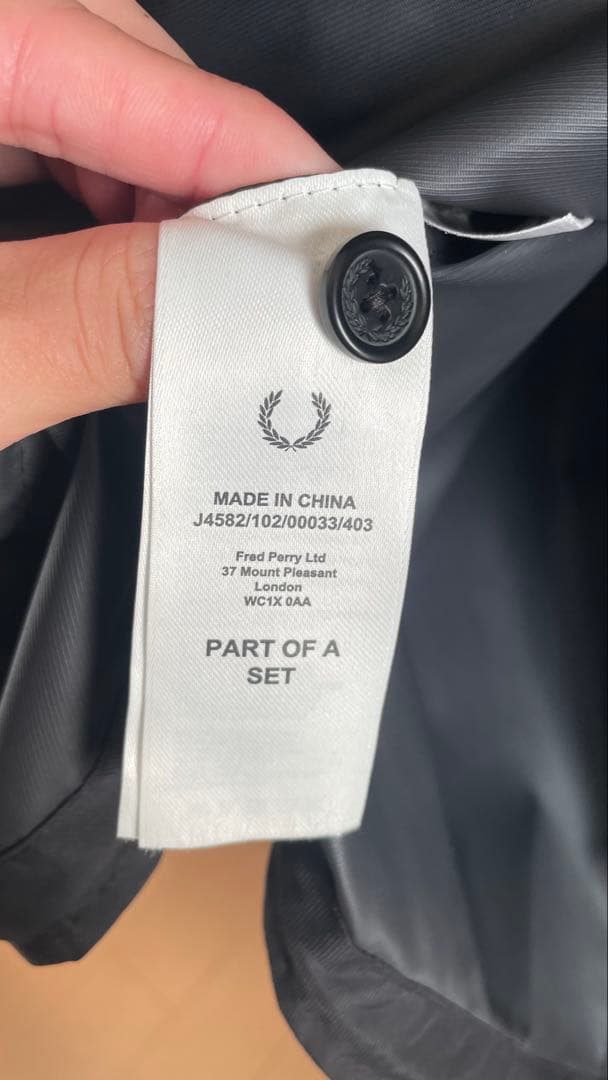 MADE IN CHINA
J4582/102/00033/403
Fred Perry Ltd
37 Mount Pleasant
London
WC1X 0AA
PART OF A
SET